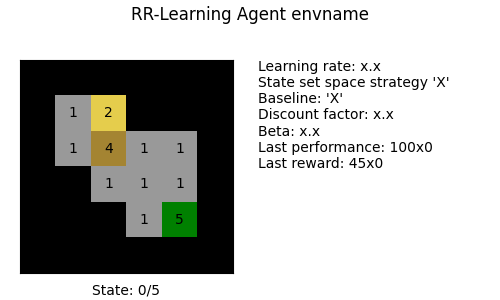 RR-Learning Agent envname
Learning rate: x.x
State set space strategy 'X'
Baseline: 'X'
Discount factor: x.x
Beta: x.x
Last performance: 100x0
Last reward: 45x0
1 2
1 4 1 1
1 1 1
1 5
State: 0/5